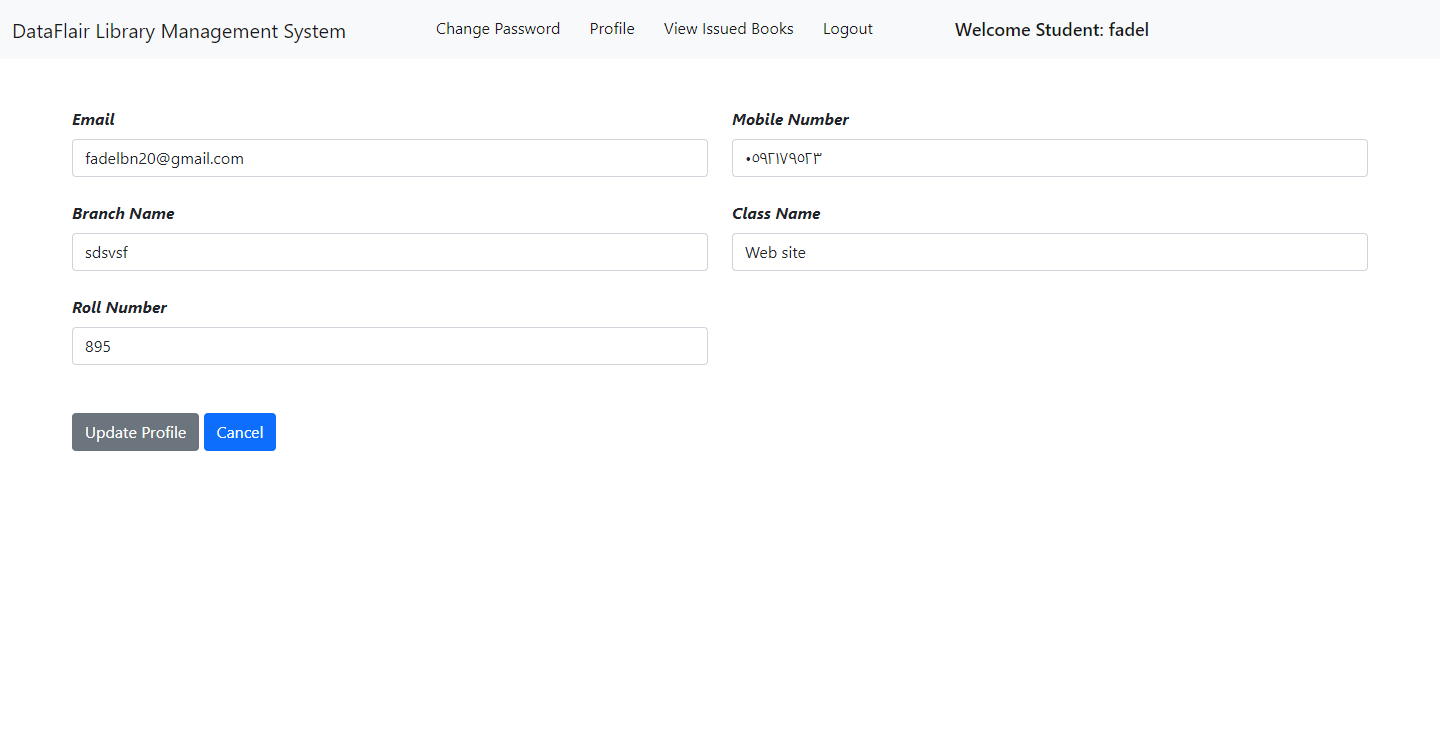 DataFlair Library Management System Change Password Profile View Issued Books Logout Welcome Student: fadel
Email Mobile Number
fadelbn20@gmail.com ٠٥٩٢١٧٩٥٢٣
Branch Name Class Name
sdsvsf Web site
Roll Number
895
Update Profile Cancel